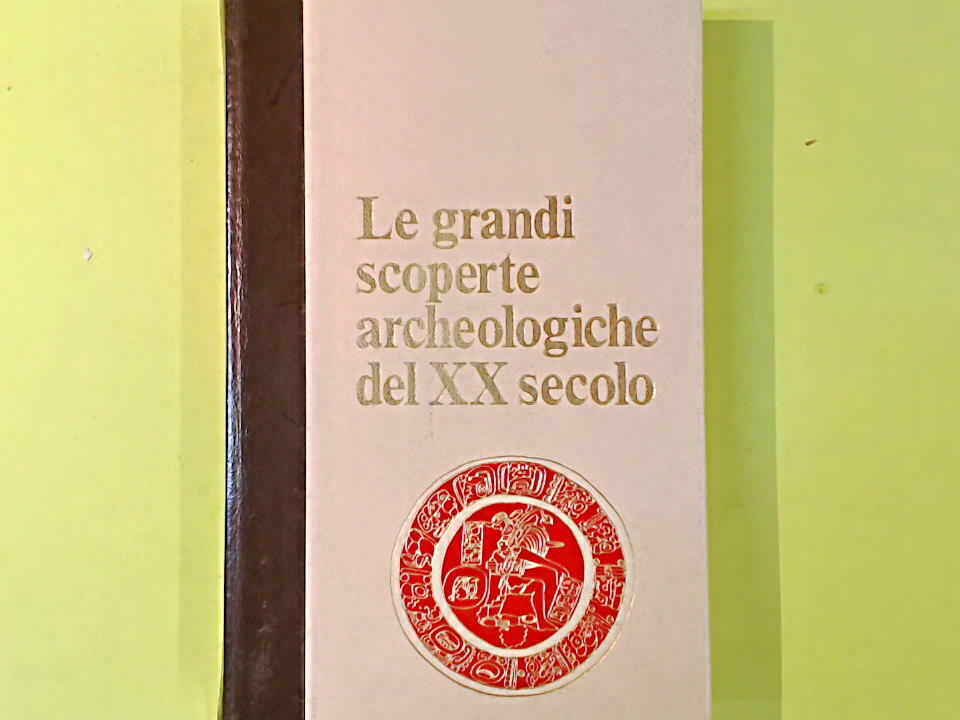 Le grandi
scoperte
archeologiche
del XX secolo